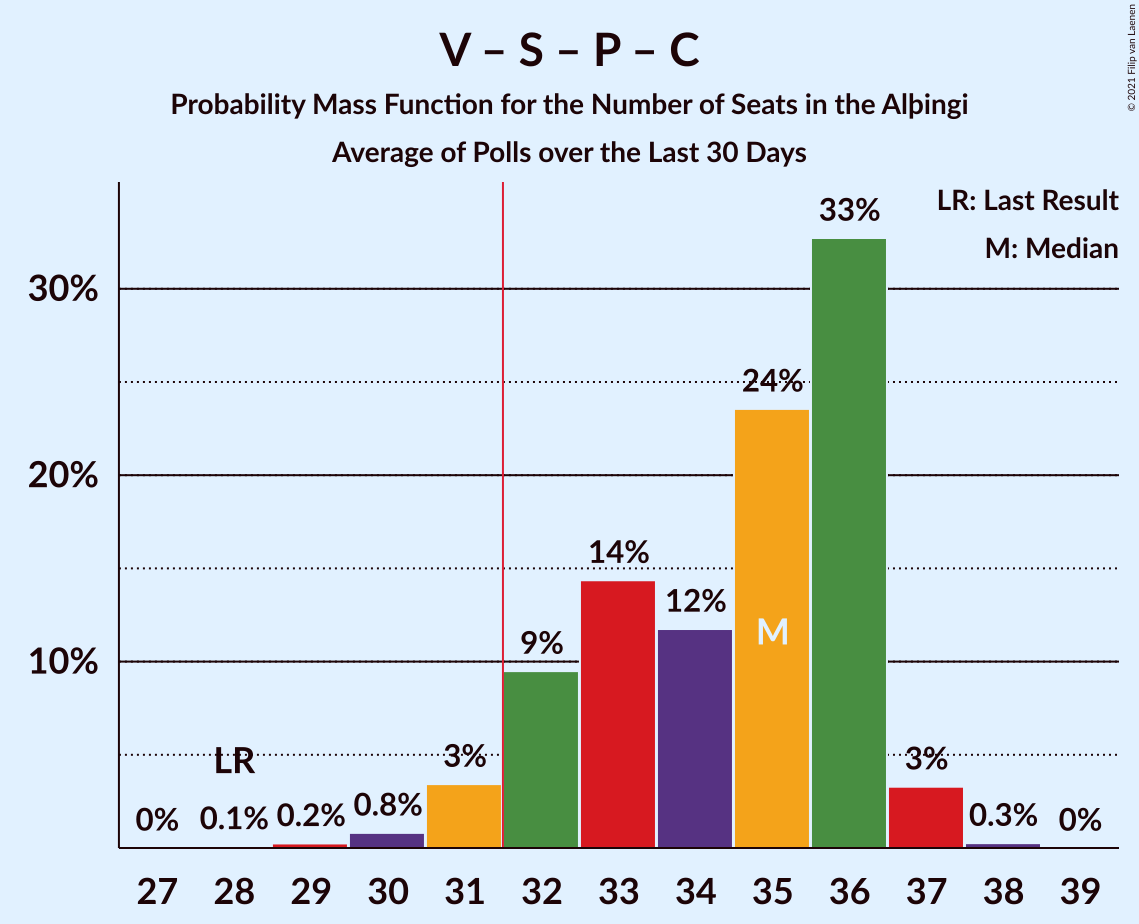 V – S – P – C
Probability Mass Function for the Number of Seats in the Alþingi
Average of Polls over the Last 30 Days
© 2021 Filip van Laenen
LR: Last Result
M: Median
33%
30%
24%
20%
14%
12%
M
9%
10%
LR
3%
3%
0%
0.1%
0.2%
0.8%
0.3%
0%
27 28 29 30 31 32 33 34 35 36 37 38 39